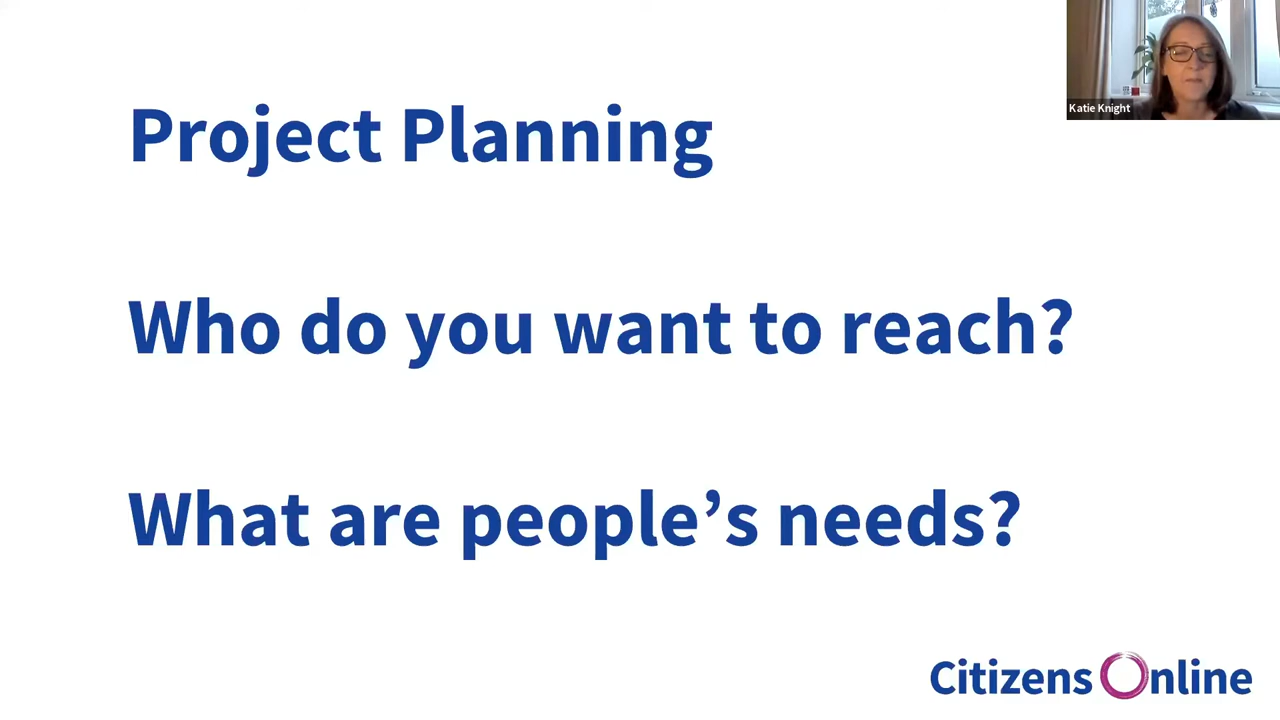 Project Planning
Katie Knight
Who do you want to reach?
What are people’s needs?
Citizens Online